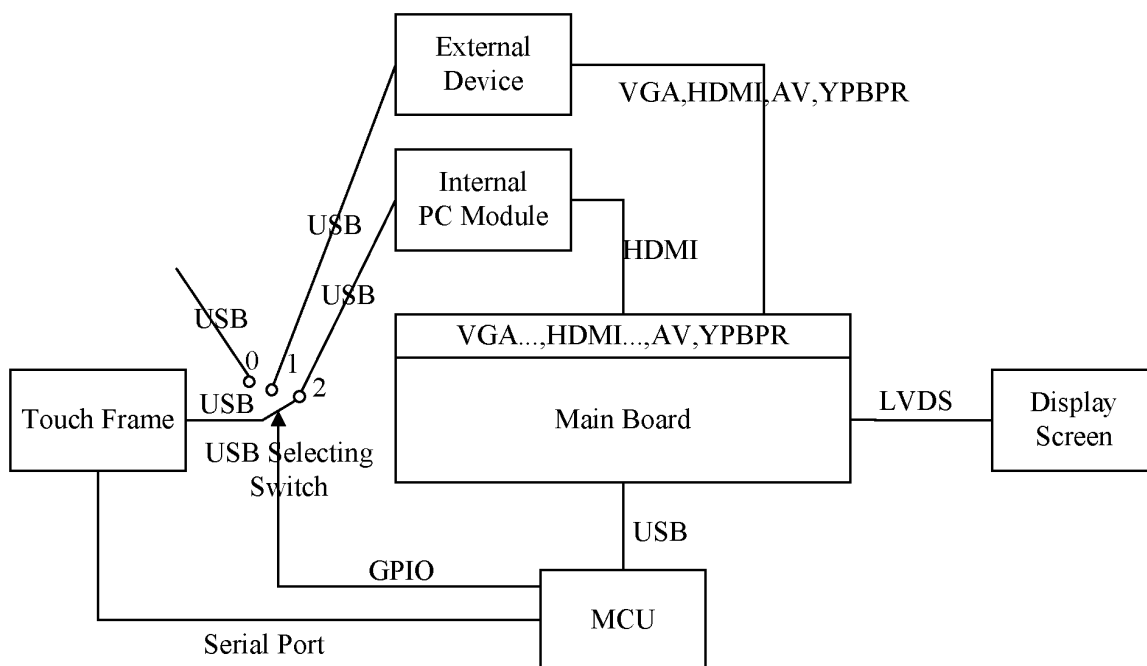 External
Device
VGA,HDMI,AV,YPBPR
Internal
PC Module
USB
HDMI
USB
USB
VGA...,HDMI...,AV,YPBPR
0
1
2
Touch Frame
USB
Main Board
LVDS
Display
Screen
USB Selecting
Switch
USB
GPIO
MCU
Serial Port